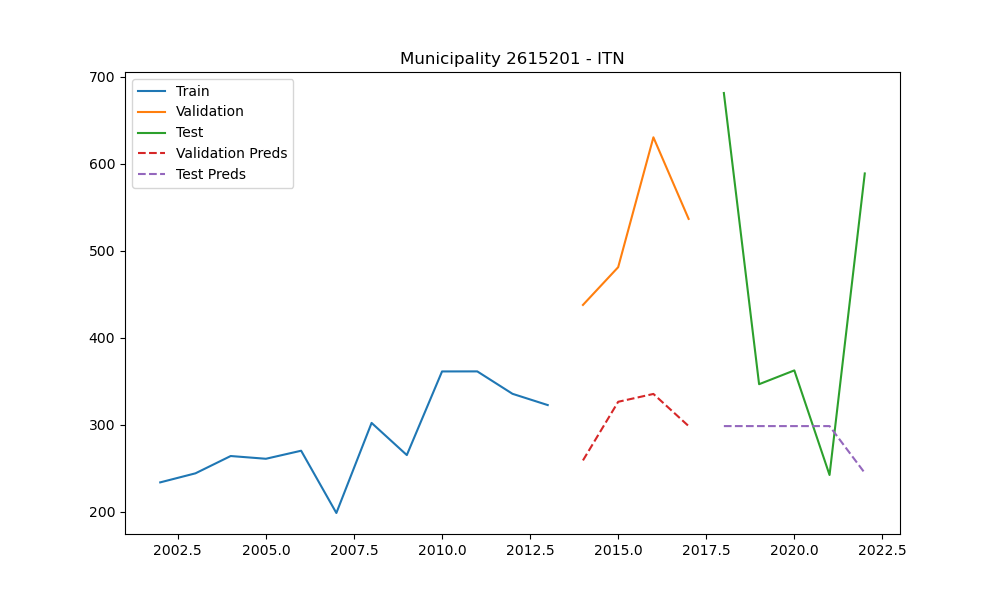 Municipality 2615201 - ITN
700
600
500
400
300
200
Train
Validation
Test
Validation Preds
Test Preds
2002.5 2005.0 2007.5 2010.0 2012.5 2015.0 2017.5 2020.0 2022.5